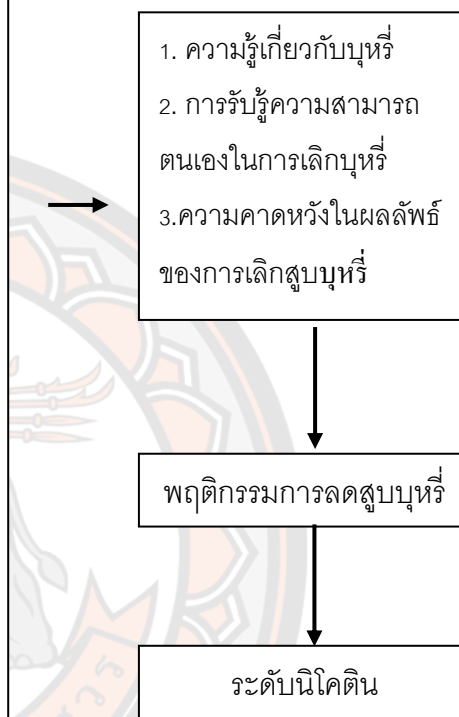 1. ความรู้เกี่ยวกับบุหรี่
2. การรับรู้ความสามารถ
ตนเองในการเลิกบุหรี่
3.ความคาดหวังในผลลัพธ์
ของการเลิกสูบบุหรี่
พฤติกรรมการลดสูบบุหรี่
ระดับนิโคติน